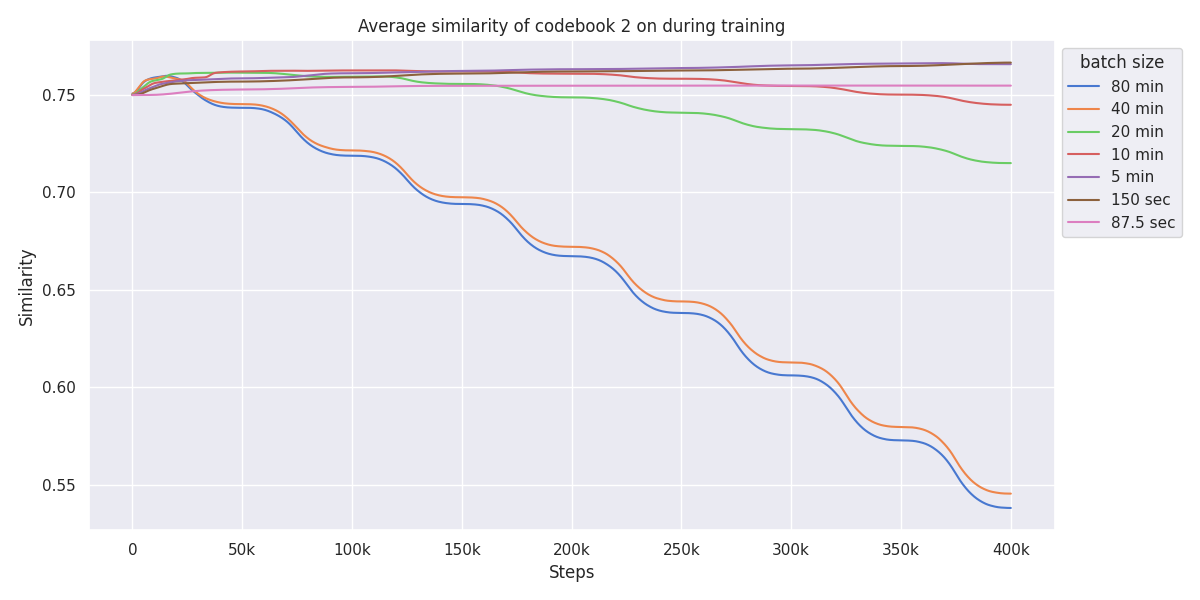 Average similarity of codebook 2 on during training
Similarity
0.75
0.70
0.65
0.60
0.55
0 50k 100k 150k 200k 250k 300k 350k 400k
Steps
batch size
80 min
40 min
20 min
10 min
5 min
150 sec
87.5 sec